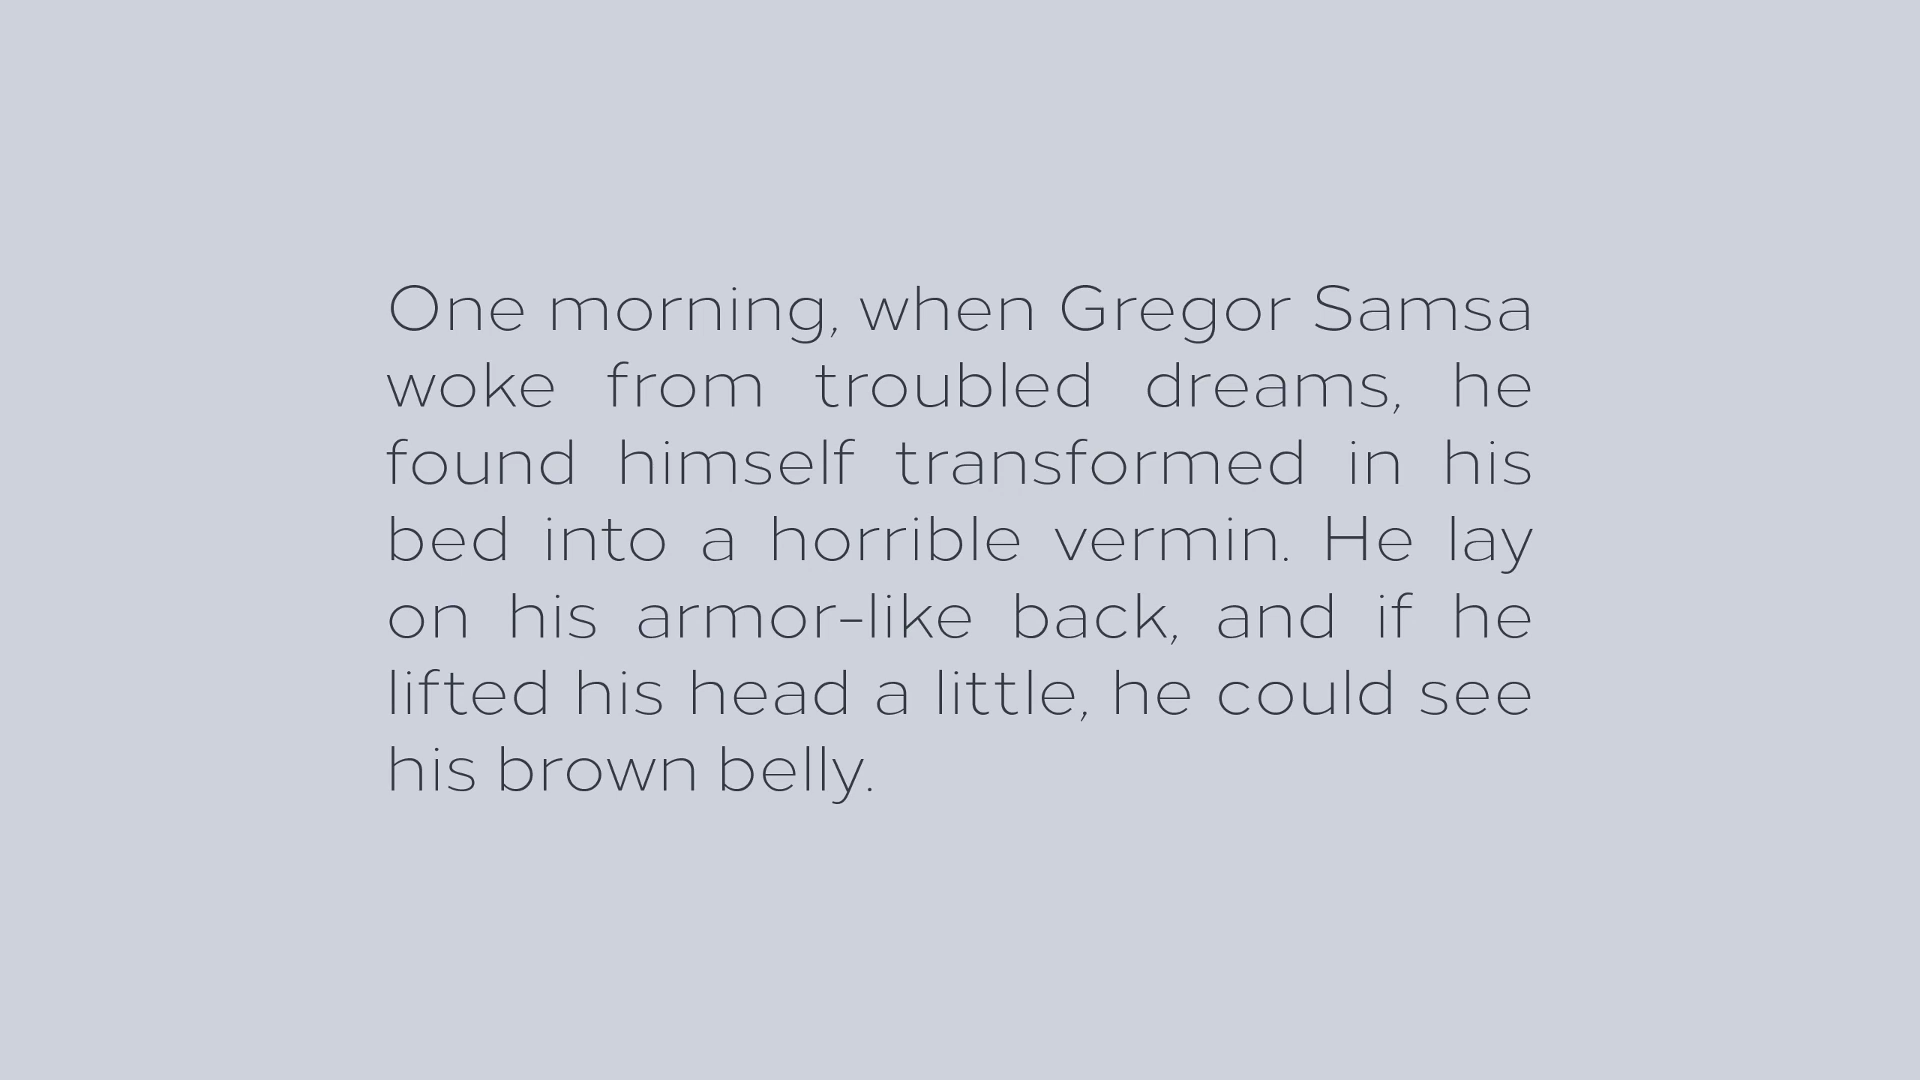 One morning, when Gregor Samsa
woke from troubled dreams, he
found himself transformed in his
bed into a horrible vermin. He lay
on his armor-like back, and if he
lifted his head a little, he could see
his brown belly.